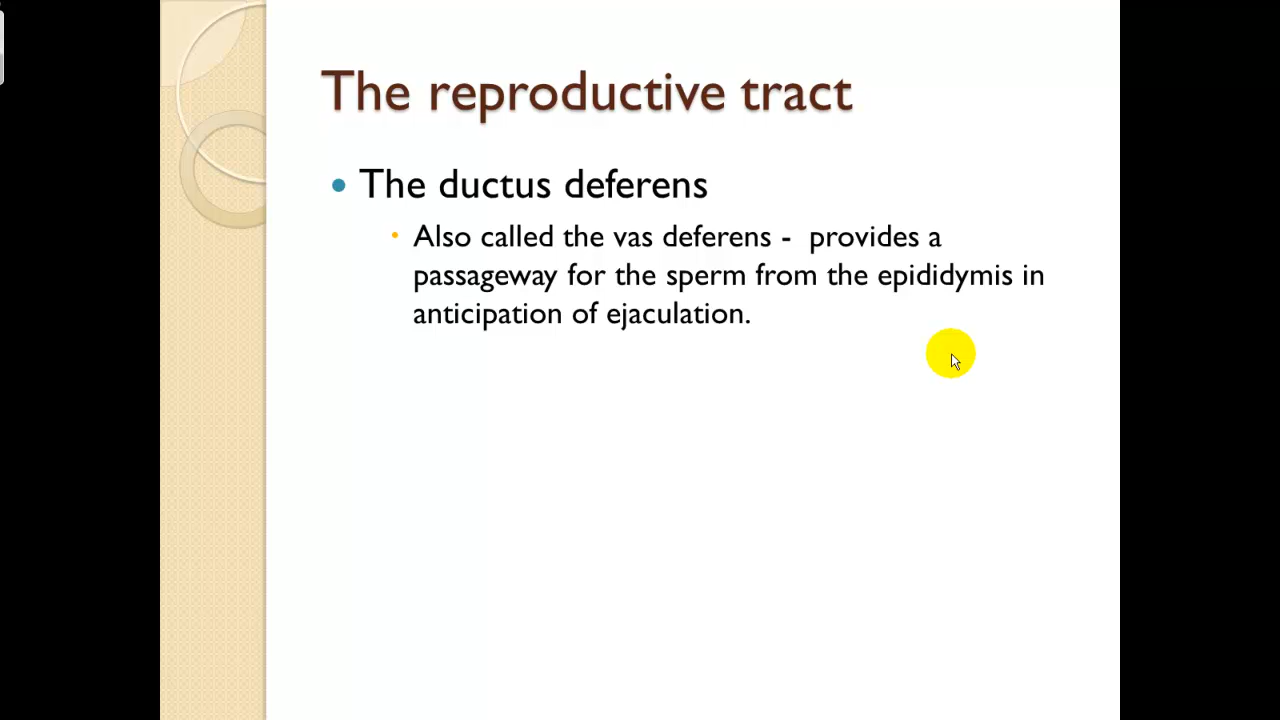 The reproductive tract
• The ductus deferens
• Also called the vas deferens -  provides a
passageway for the sperm from the epididymis in
anticipation of ejaculation.